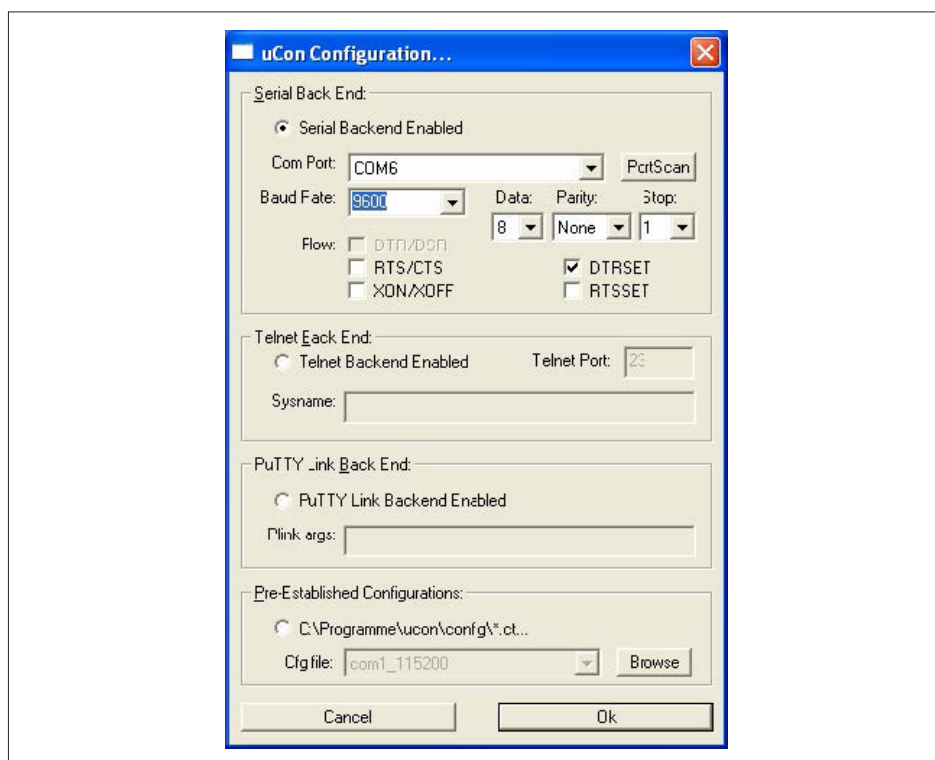 uCon Configuration...
Serial Back End:
Serial Backend Enabled
Com Port: COM6 PortScan
Baud Rate: 9600 Data: Parity: Stop:
8 None 1
Flow: DTR/DSR
RTS/CTS DTRSET
XON/XOFF RTSSET
Telnet Back End:
Telnet Backend Enabled Telnet Port: 23
Sysname:
PuTTY Link Back End:
PuTTY Link Backend Enabled
Plink args:
Pre-Established Configurations:
C:\Programme\ucon\confg\*.ct...
Cfg file: com1_115200 Browse
Cancel Ok